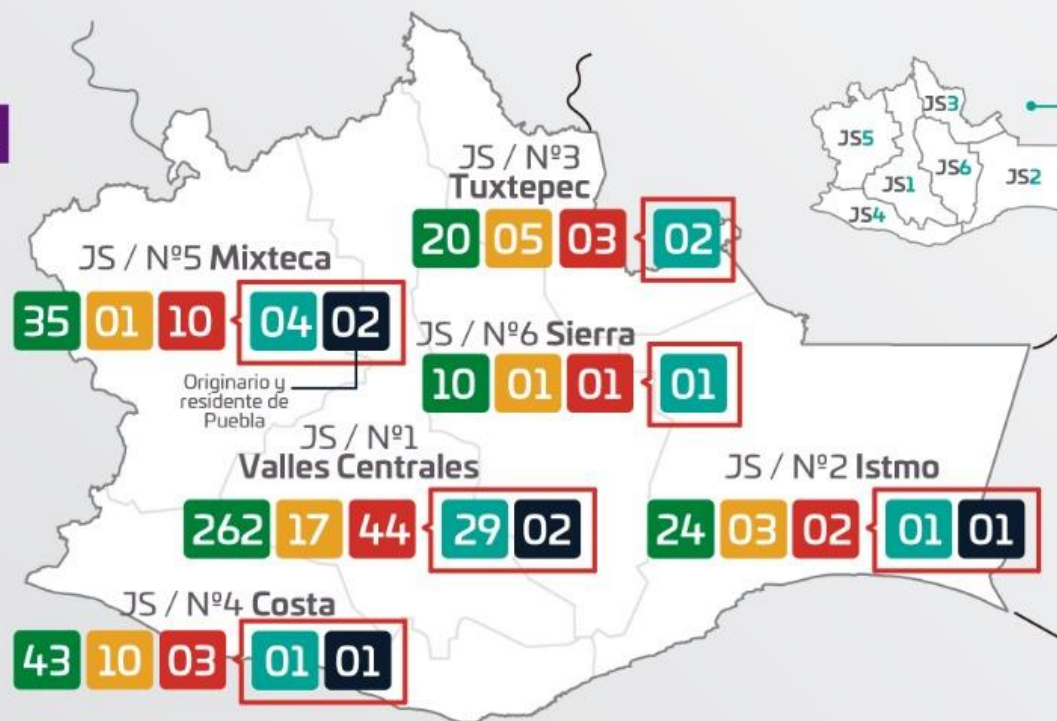 JS3
JS5
JS6
JS1
JS2
JS4
JS / Nº3
Tuxtepec
20 05 03 02
JS / Nº5 Mixteca
35 01 10 04 02
Originario y
residente de
Puebla
JS / Nº6 Sierra
10 01 01 01
JS / Nº1
Valles Centrales
262 17 44 29 02
JS / Nº2 Istmo
24 03 02 01 01
JS / Nº4 Costa
43 10 03 01 01